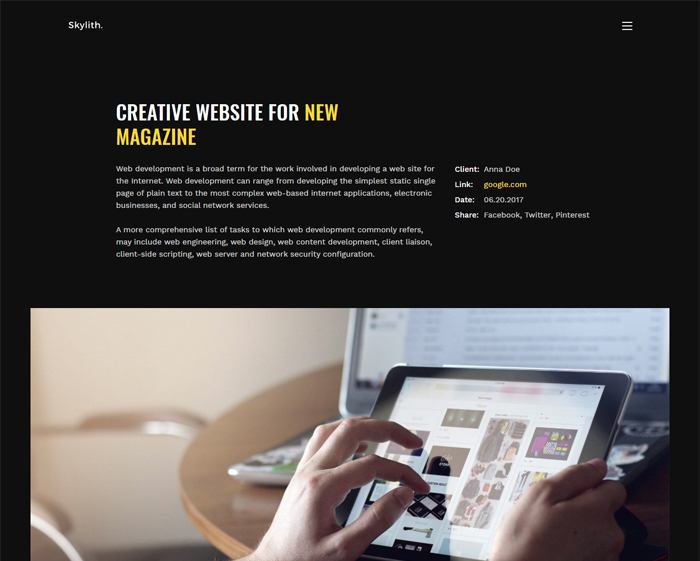 Skylith.
CREATIVE WEBSITE FOR NEW
MAGAZINE
Web development is a broad term for the work involved in developing a web site for
the Internet. Web development can range from developing the simplest static single
page of plain text to the most complex web-based internet applications, electronic
businesses, and social network services.
A more comprehensive list of tasks to which web development commonly refers,
may include web engineering, web design, web content development, client liaison,
client-side scripting, web server and network security configuration.
Client: Anna Doe
Link: google.com
Date: 06.20.2017
Share: Facebook, Twitter, Pinterest